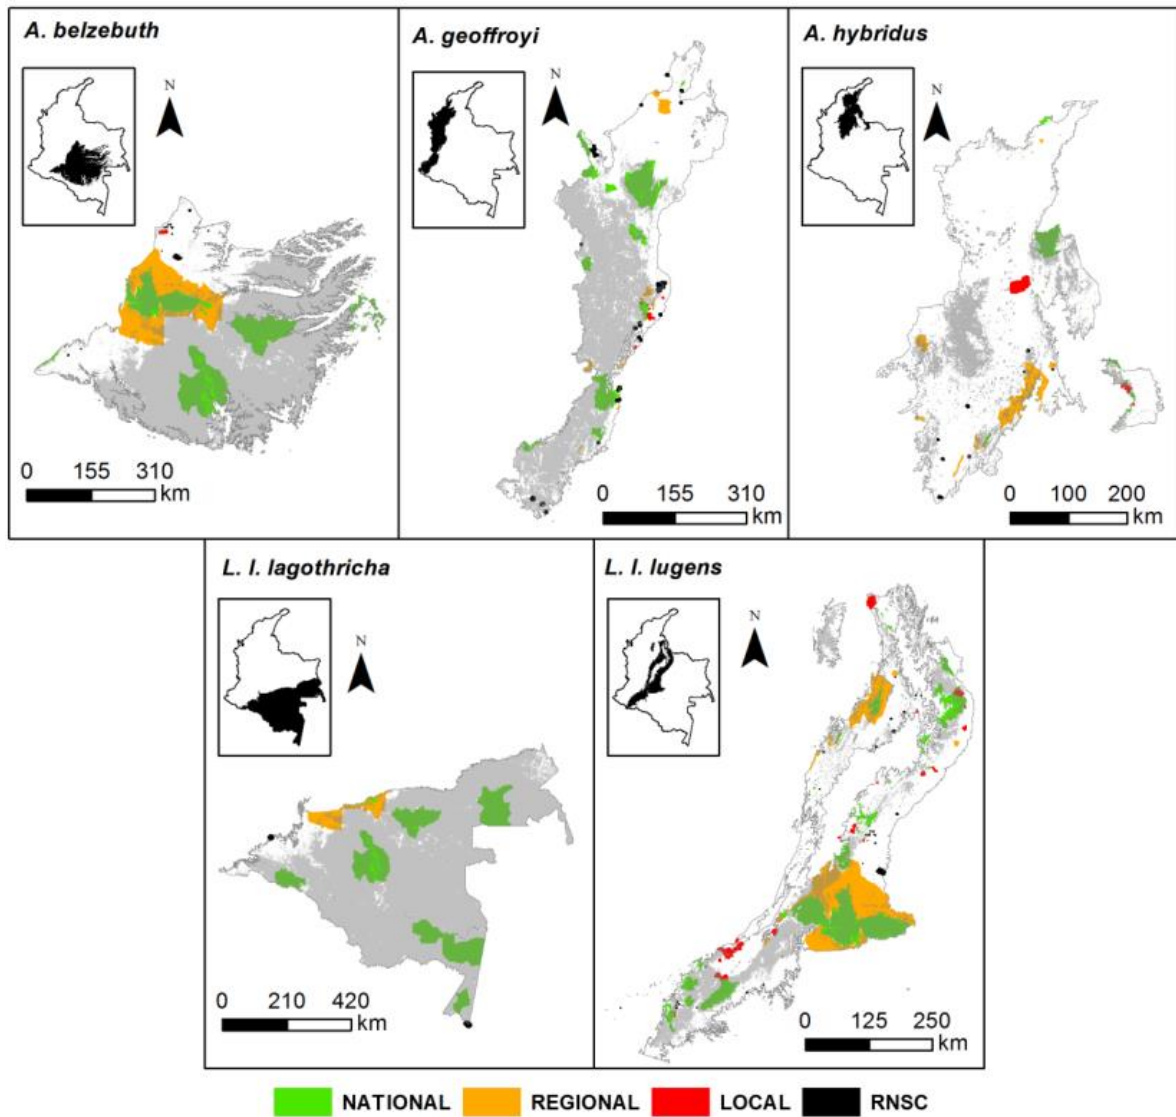 A. belzebuth
N
0 155 310
km
A. geoffroyi
N
0 155 310
km
A. hybridus
N
0 100 200
km
L. l. lagothricha
N
0 210 420
km
L. l. lugens
N
0 125 250
km
NATIONAL REGIONAL LOCAL RNSC